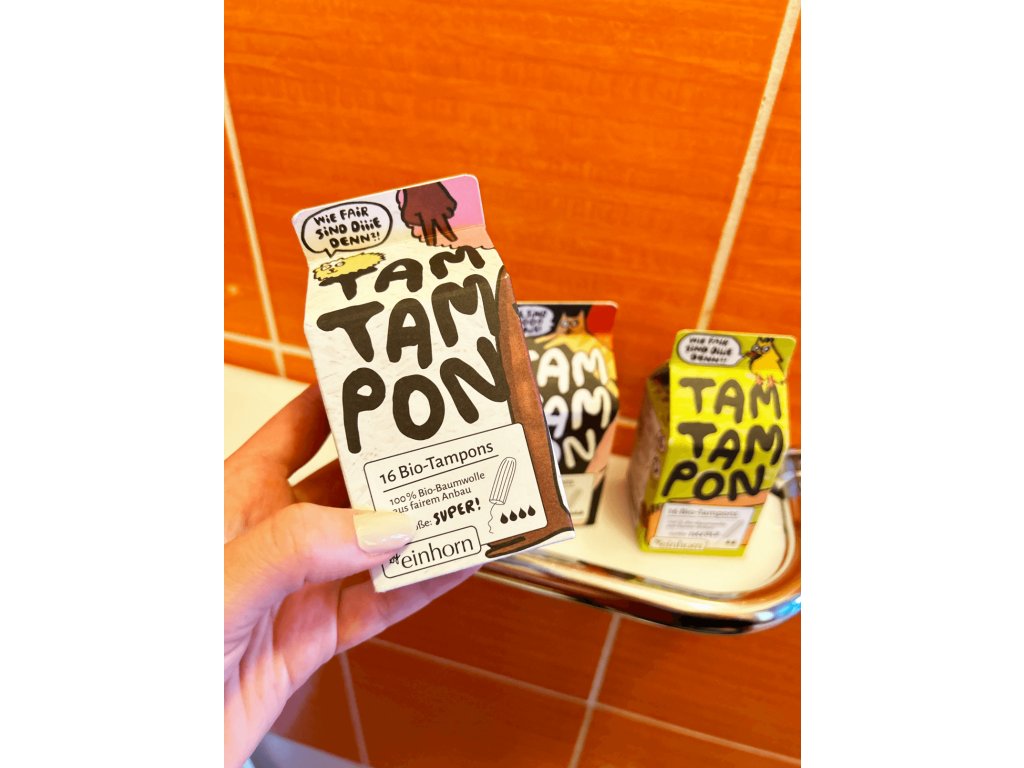 WIE FAIR
SIND DIIIE
DENN?!
TAM
TAM
PON
16 Bio-Tampons
100% Bio-Baumwolle
aus fairem Anbau
SUPER!
einhorn
TAM
TAM
PON
WIE FAIR
SIND DIIIE
DENN?!
TAM
TAM
PON
16 Bio-Tampons
einhorn